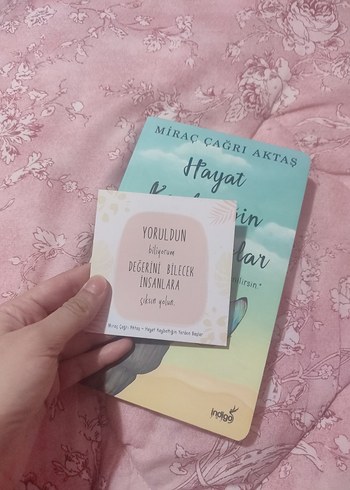 MİRAÇ ÇAĞRI AKTAŞ
Hayat
YORULDUN
biliyorum
DEĞERİNİ BİLECEK
İNSANLARA
çıksın yolun.
Miraç Çağrı Aktaş - Hayat Kaybettiğin Yerden Başlar
indigo